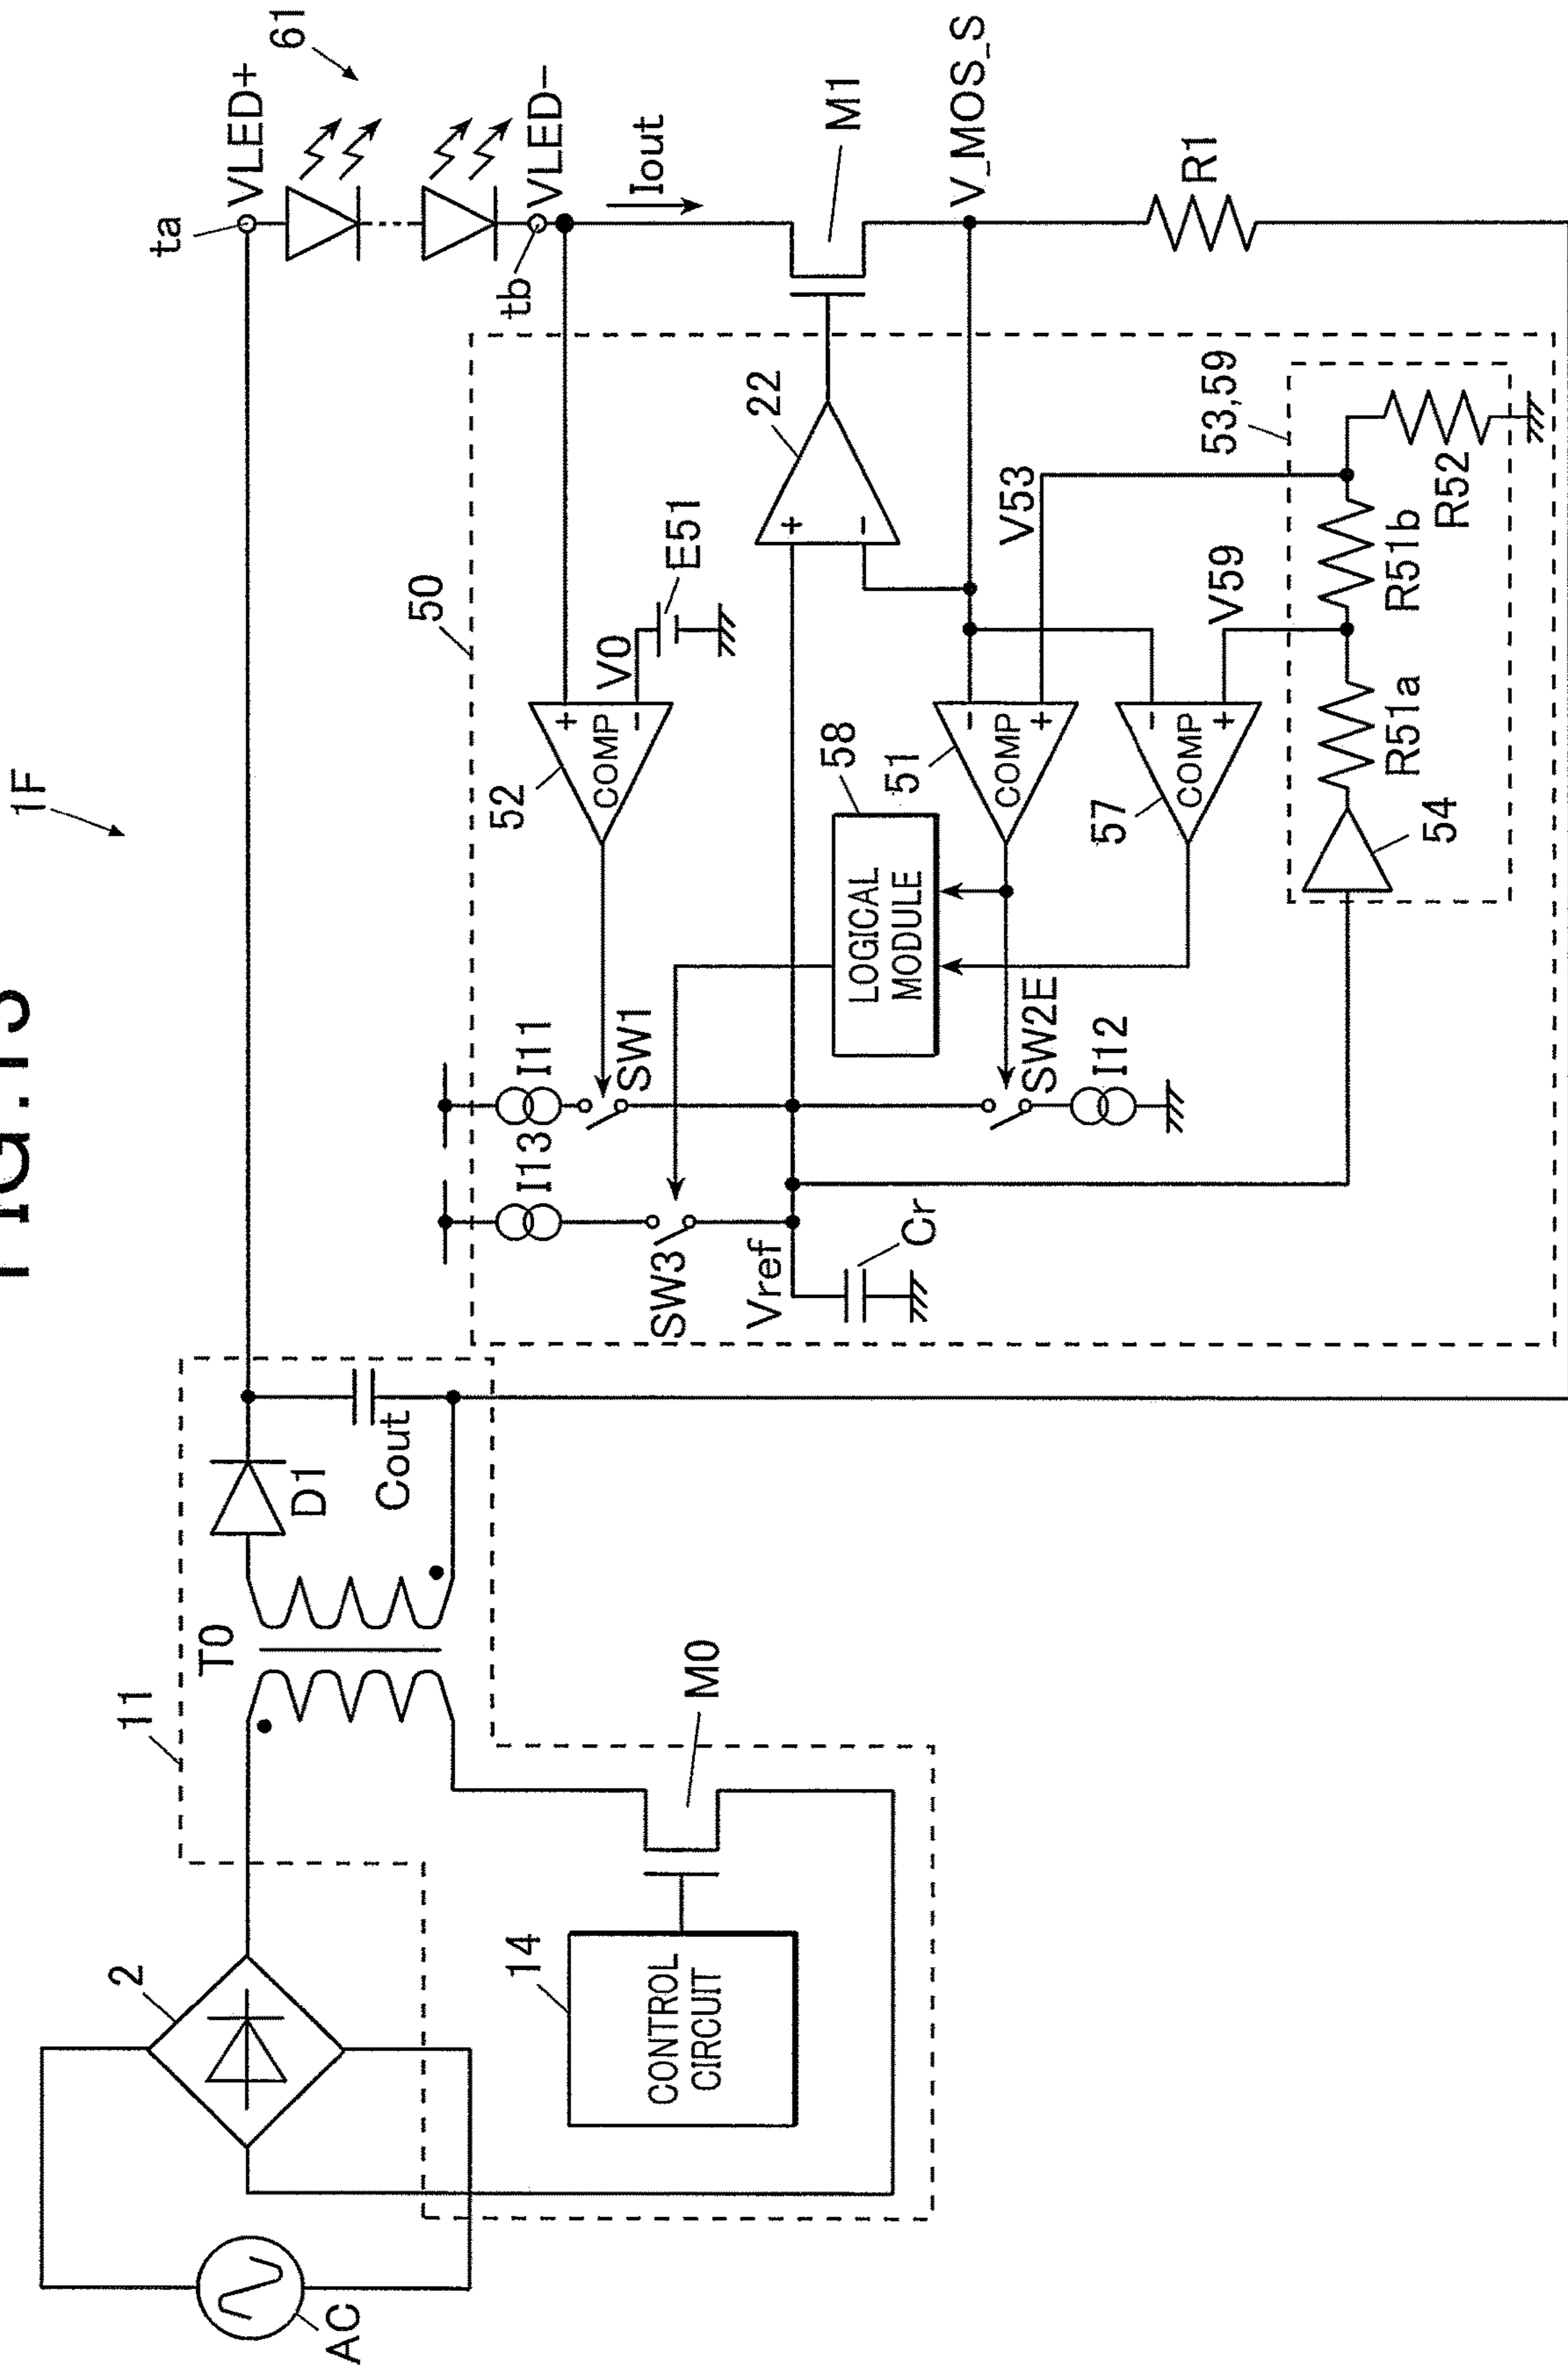 1F
AC
2
11
T0
D1
Cout
14
CONTROL
CIRCUIT
M0
ta
VLED+
61
tb
VLED-
Iout
M1
V_MOS_S
R1
50
I13
I11
SW3
SW1
52
COMP
+
-
V0
E51
22
+
-
Vref
Cr
SW2E
I12
LOGICAL
MODULE
58
51
COMP
-
+
V53
57
COMP
-
+
V59
53,59
54
R51a
R51b
R52